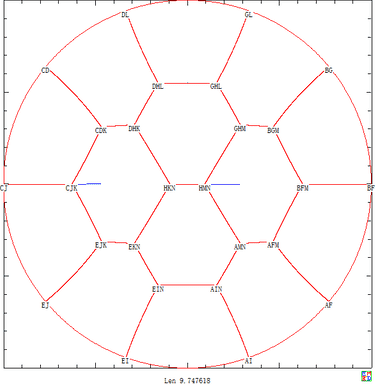 DL GL
CD BG
DHL GHL
CDK DHK GHM BGM
CJ CJK HKN HMN BFM BF
EJK EKN AMN AFM
EIN AIN
EJ AF
EI AI
Len 9.747618